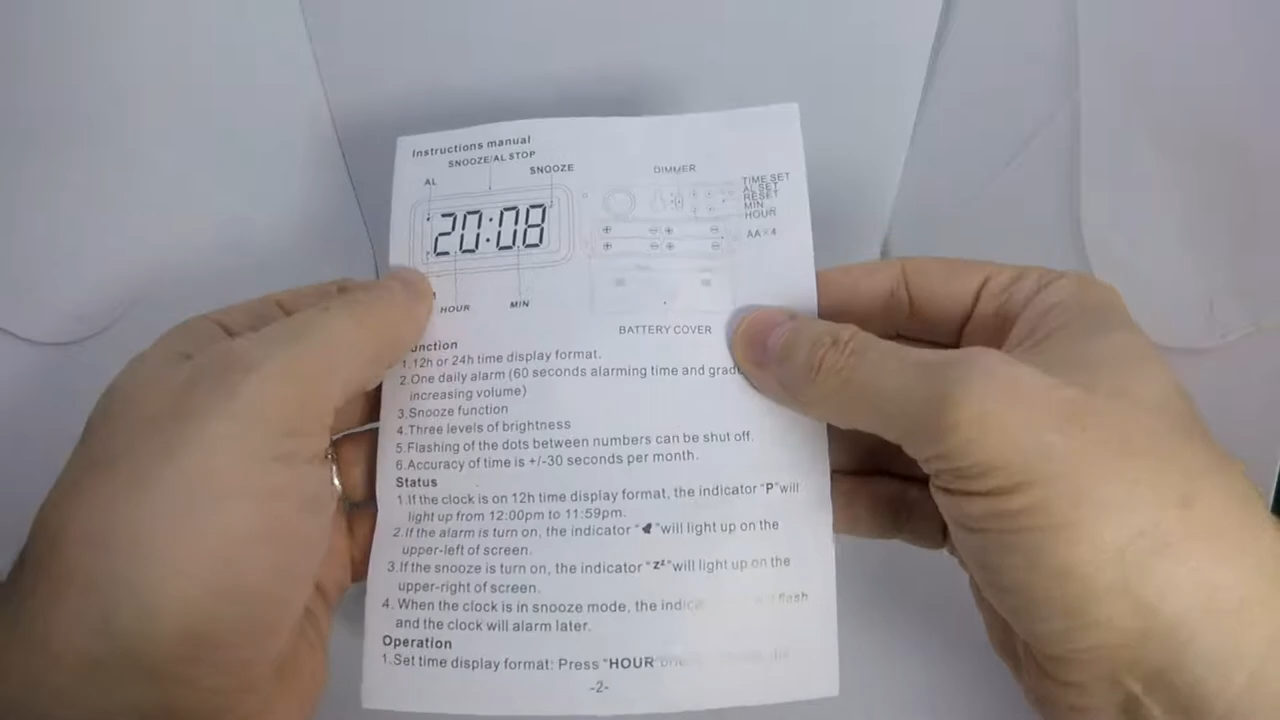 Instructions manual
SNOOZE/AL STOP
AL
SNOOZE
DIMMER
TIME SET
AL SET
RESET
MIN
HOUR
20:08
AA×4
HOUR
MIN
BATTERY COVER
1.12h or 24h time display format.
2.One daily alarm (60 seconds alarming time and
increasing volume)
3.Snooze function
4.Three levels of brightness
5.Flashing of the dots between numbers can be shut off.
6.Accuracy of time is +/-30 seconds per month.
Status
1.If the clock is on 12h time display format, the indicator "P"will
light up from 12:00pm to 11:59pm.
2.If the alarm is turn on, the indicator "🔔"will light up on the
upper-left of screen.
3.If the snooze is turn on, the indicator "zᶻ"will light up on the
upper-right of screen.
4. When the clock is in snooze mode, the flash
and the clock will alarm later.
Operation
1.Set time display format: Press "HOUR"
-2-